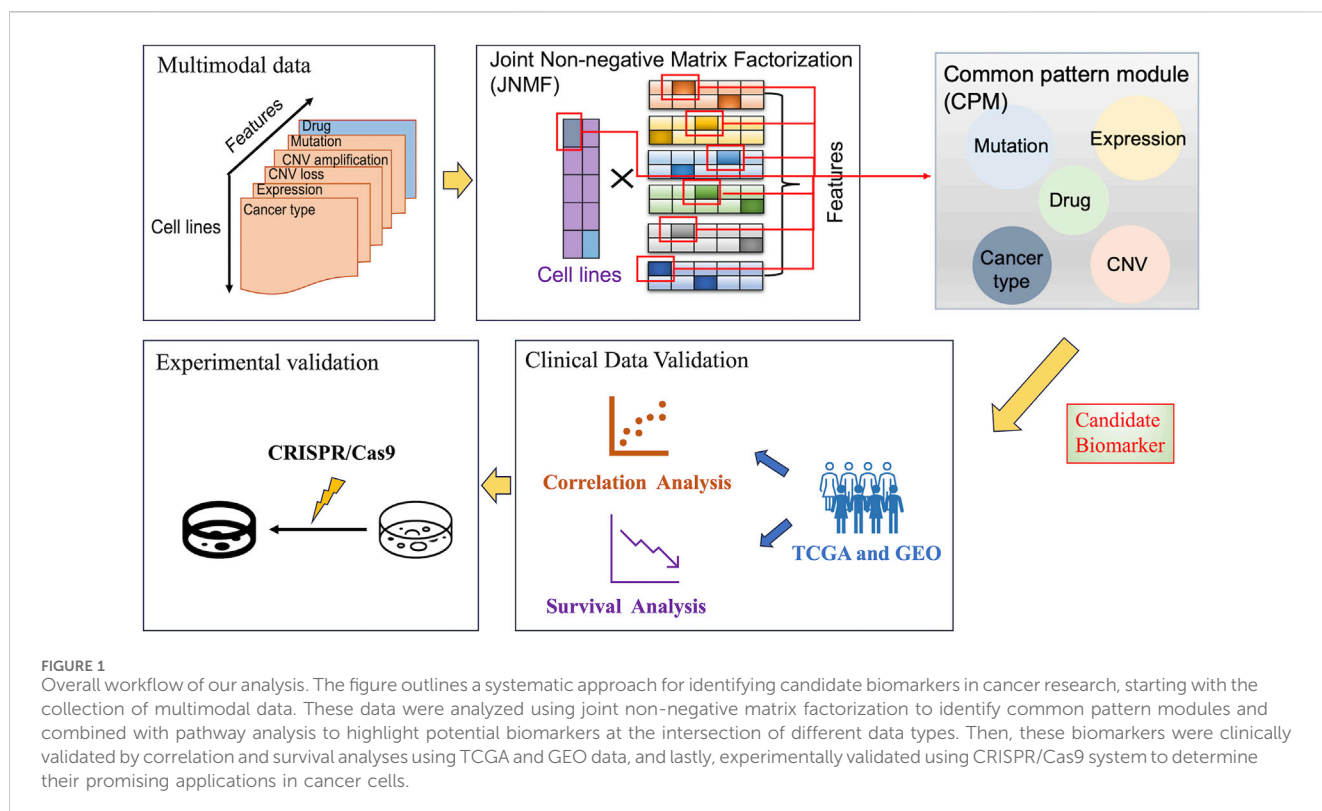 Multimodal data
Features
Drug
Mutation
CNV amplification
CNV loss
Expression
Cancer type
Cell lines
Joint Non-negative Matrix Factorization
(JNMF)
×
Cell lines
Features
Common pattern module
(CPM)
Mutation
Expression
Drug
Cancer
type
CNV
Candidate
Biomarker
Clinical Data Validation
Correlation Analysis
Survival Analysis
TCGA and GEO
Experimental validation
CRISPR/Cas9
FIGURE 1
Overall workflow of our analysis. The figure outlines a systematic approach for identifying candidate biomarkers in cancer research, starting with the
collection of multimodal data. These data were analyzed using joint non-negative matrix factorization to identify common pattern modules and
combined with pathway analysis to highlight potential biomarkers at the intersection of different data types. Then, these biomarkers were clinically
validated by correlation and survival analyses using TCGA and GEO data, and lastly, experimentally validated using CRISPR/Cas9 system to determine
their promising applications in cancer cells.